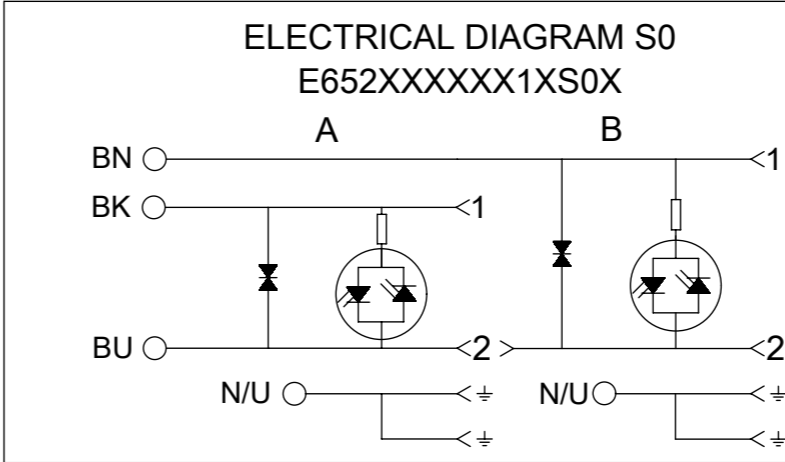 ELECTRICAL DIAGRAM S0
E652XXXXXX1XS0X
A B
BN 1
BK 1
BU 2 2
N/U N/U